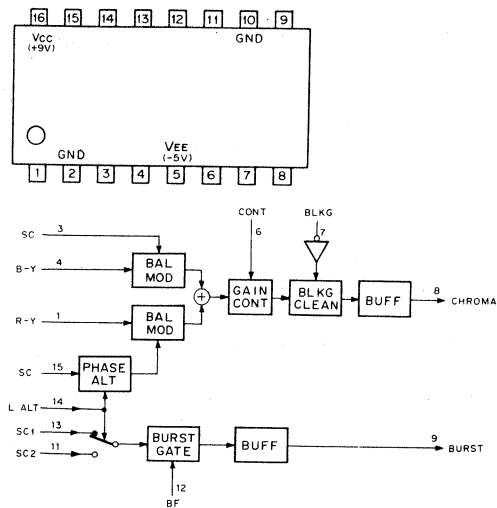 16 15 14 13 12 11 10 9
VCC GND
(+9V)
GND VEE
(-5V)
1 2 3 4 5 6 7 8
CONT BLKG
SC 3 6 7
B-Y 4 BAL
MOD
GAIN
CONT
BLKG
CLEAN
BUFF 8 CHROMA
+
R-Y 1 BAL
MOD
SC 15 PHASE
ALT
L ALT 14
SC1 13
SC2 11
BURST
GATE
BUFF 9 BURST
12
BF